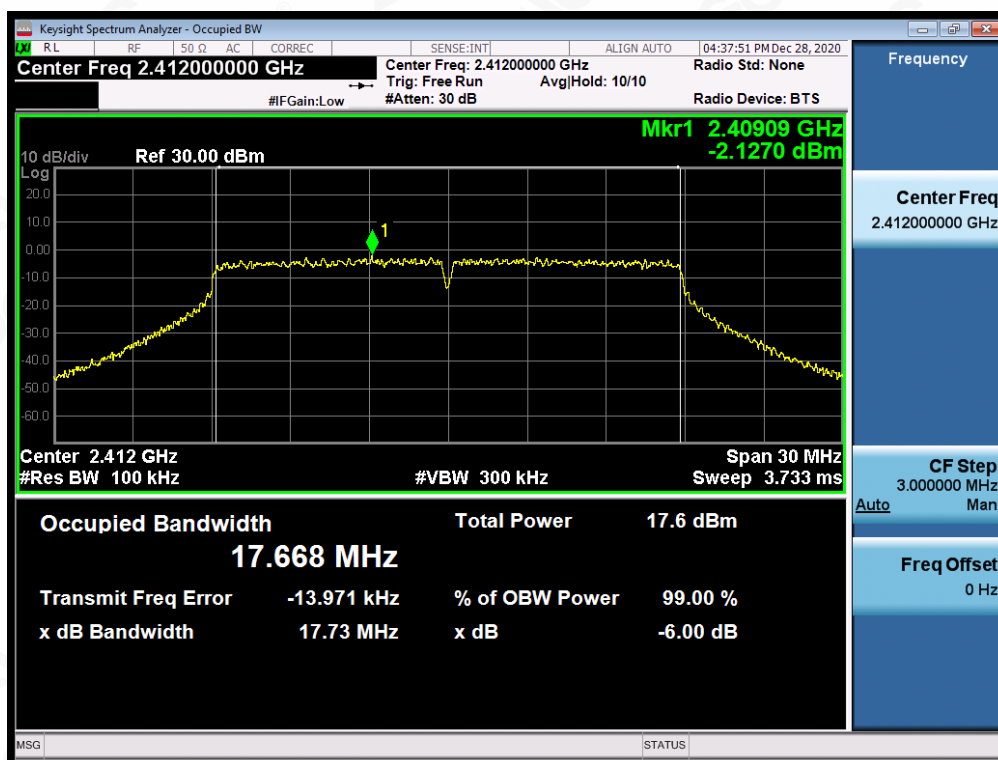 Keysight Spectrum Analyzer - Occupied BW
LXI RL RF 50 Ω AC CORREC SENSE:INT ALIGN AUTO 04:37:51 PM Dec 28, 2020
Center Freq 2.412000000 GHz
Center Freq: 2.412000000 GHz
Radio Std: None
Trig: Free Run Avg|Hold: 10/10
#IFGain:Low
#Atten: 30 dB
Radio Device: BTS
Mkr1 2.40909 GHz
-2.1270 dBm
10 dB/div Ref 30.00 dBm
Log
20.0
10.0
0.00
-10.0
-20.0
-30.0
-40.0
-50.0
-60.0
1
Center 2.412 GHz Span 30 MHz
#Res BW 100 kHz #VBW 300 kHz Sweep 3.733 ms
Occupied Bandwidth Total Power 17.6 dBm
17.668 MHz
Transmit Freq Error -13.971 kHz % of OBW Power 99.00 %
x dB Bandwidth 17.73 MHz x dB -6.00 dB
MSG STATUS
Frequency
Center Freq
2.412000000 GHz
CF Step
3.000000 MHz
Auto Man
Freq Offset
0 Hz